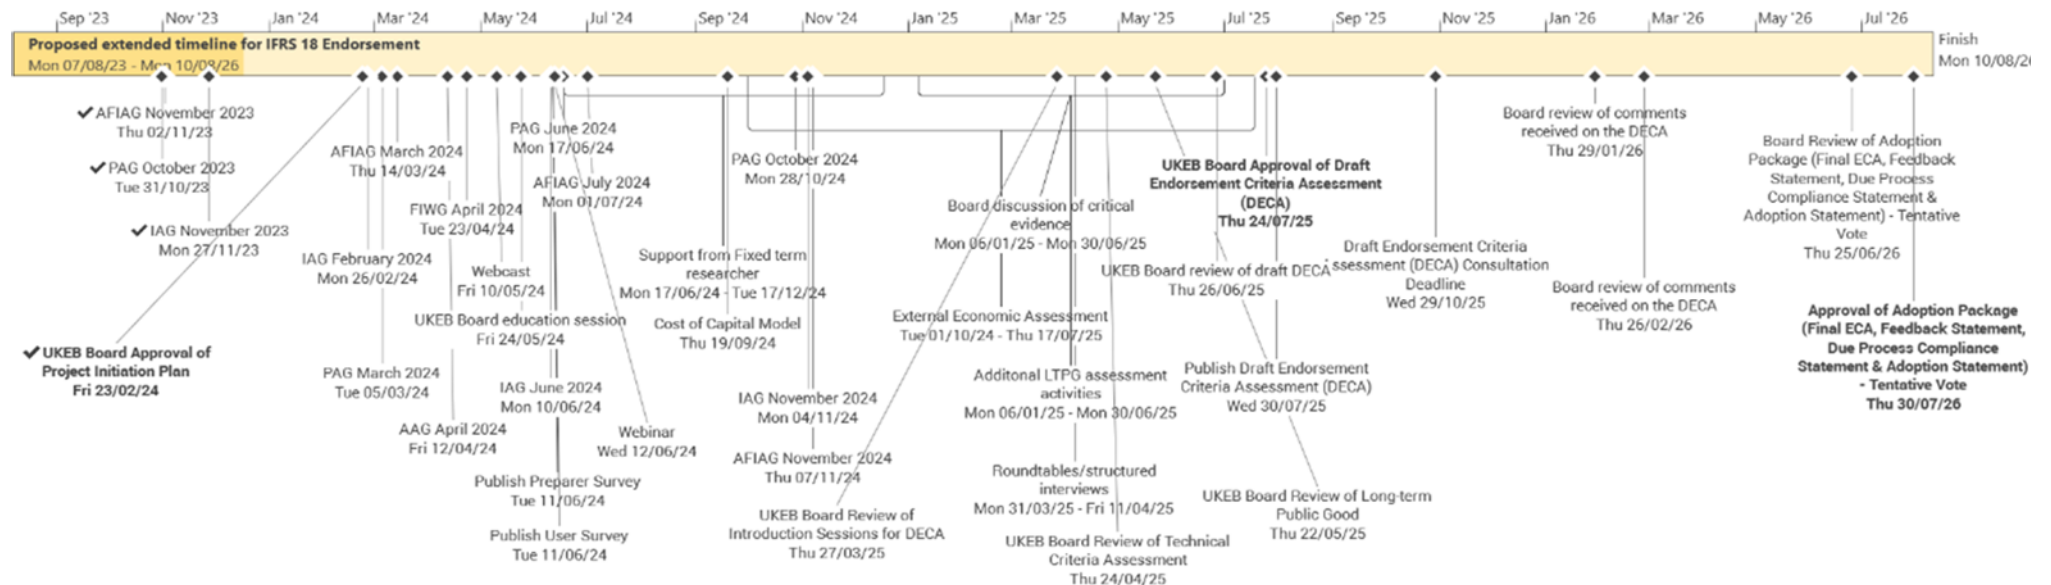 Sep '23
Nov '23
Jan '24
Mar '24
May '24
Jul '24
Sep '24
Nov '24
Jan '25
Mar '25
May '25
Jul '25
Sep '25
Nov '25
Jan '26
Mar '26
May '26
Jul '26
Proposed extended timeline for IFRS 18 Endorsement
Mon 07/08/23 - Mon 10/08/26
Finish
Mon 10/08/2
AFIAG November 2023
Thu 02/11/23
PAG October 2023
Tue 31/10/23
IAG November 2023
Mon 27/11/23
UKEB Board Approval of
Project Initiation Plan
Fri 23/02/24
IAG February 2024
Mon 26/02/24
PAG March 2024
Tue 05/03/24
AFIAG March 2024
Thu 14/03/24
AAG April 2024
Fri 12/04/24
FIWG April 2024
Tue 23/04/24
Webcast
Fri 10/05/24
UKEB Board education session
Fri 24/05/24
IAG June 2024
Mon 10/06/24
Publish Preparer Survey
Tue 11/06/24
Publish User Survey
Tue 11/06/24
PAG June 2024
Mon 17/06/24
AFIAG July 2024
Mon 01/07/24
Webinar
Wed 12/06/24
Support from Fixed term
researcher
Mon 17/06/24 - Tue 17/12/24
Cost of Capital Model
Thu 19/09/24
PAG October 2024
Mon 28/10/24
IAG November 2024
Mon 04/11/24
AFIAG November 2024
Thu 07/11/24
UKEB Board Review of
Introduction Sessions for DECA
Thu 27/03/25
Board discussion of critical
evidence
Mon 06/01/25 - Mon 30/06/25
External Economic Assessment
Tue 01/10/24 - Thu 17/07/25
Additonal LTPG assessment
activities
Mon 06/01/25 - Mon 30/06/25
Roundtables/structured
interviews
Mon 31/03/25 - Fri 11/04/25
UKEB Board Review of Technical
Criteria Assessment
Thu 24/04/25
UKEB Board Approval of Draft
Endorsement Criteria Assessment
(DECA)
Thu 24/07/25
UKEB Board review of draft DECA
Thu 26/06/25
Publish Draft Endorsement
Criteria Assessment (DECA)
Wed 30/07/25
UKEB Board Review of Long-term
Public Good
Thu 22/05/25
Draft Endorsement Criteria
ssessment (DECA) Consultation
Deadline
Wed 29/10/25
Board review of comments
received on the DECA
Thu 29/01/26
Board review of comments
received on the DECA
Thu 26/02/26
Board Review of Adoption
Package (Final ECA, Feedback
Statement, Due Process
Compliance Statement &
Adoption Statement) - Tentative
Vote
Thu 25/06/26
Approval of Adoption Package
(Final ECA, Feedback Statement,
Due Process Compliance
Statement & Adoption Statement)
- Tentative Vote
Thu 30/07/26